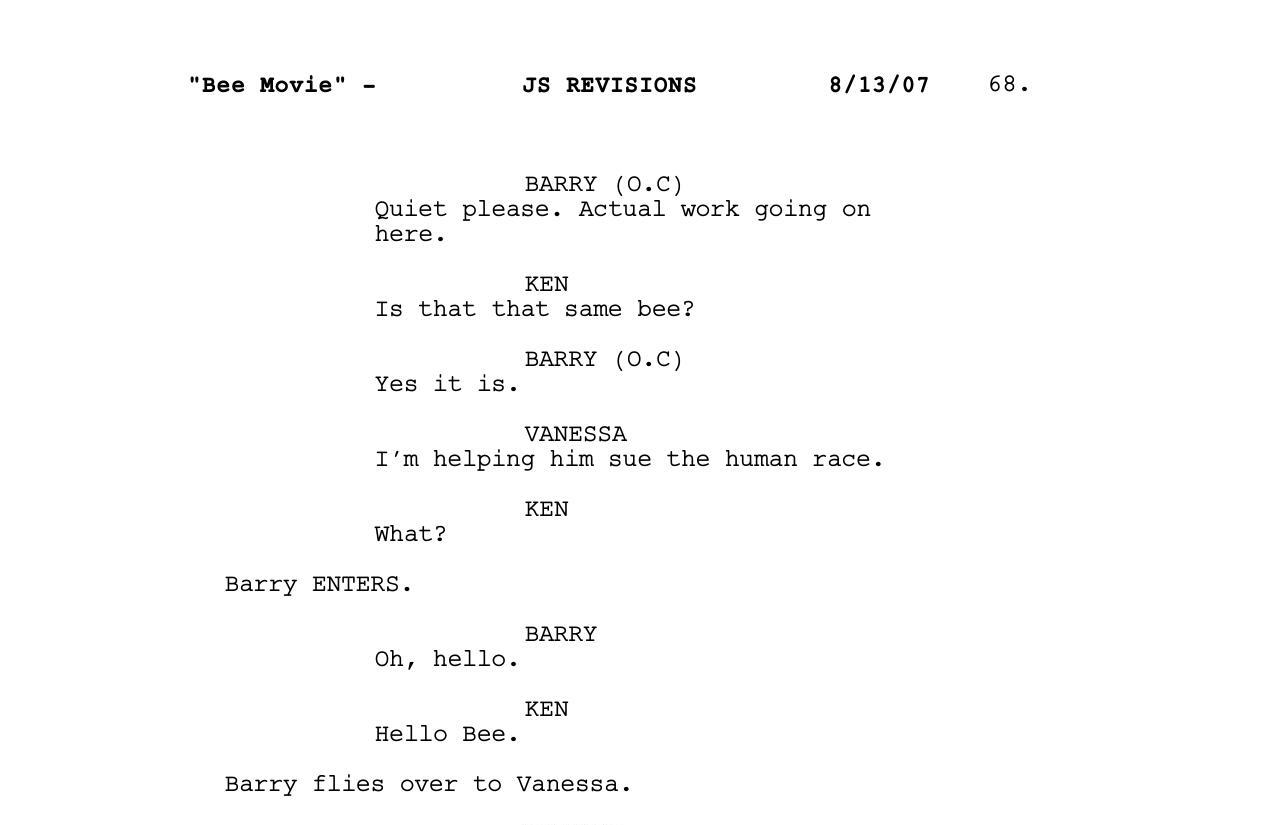 "Bee Movie" - JS REVISIONS 8/13/07 68.
BARRY (O.C)
Quiet please. Actual work going on
here.
KEN
Is that that same bee?
BARRY (O.C)
Yes it is.
VANESSA
I'm helping him sue the human race.
KEN
What?
Barry ENTERS.
BARRY
Oh, hello.
KEN
Hello Bee.
Barry flies over to Vanessa.